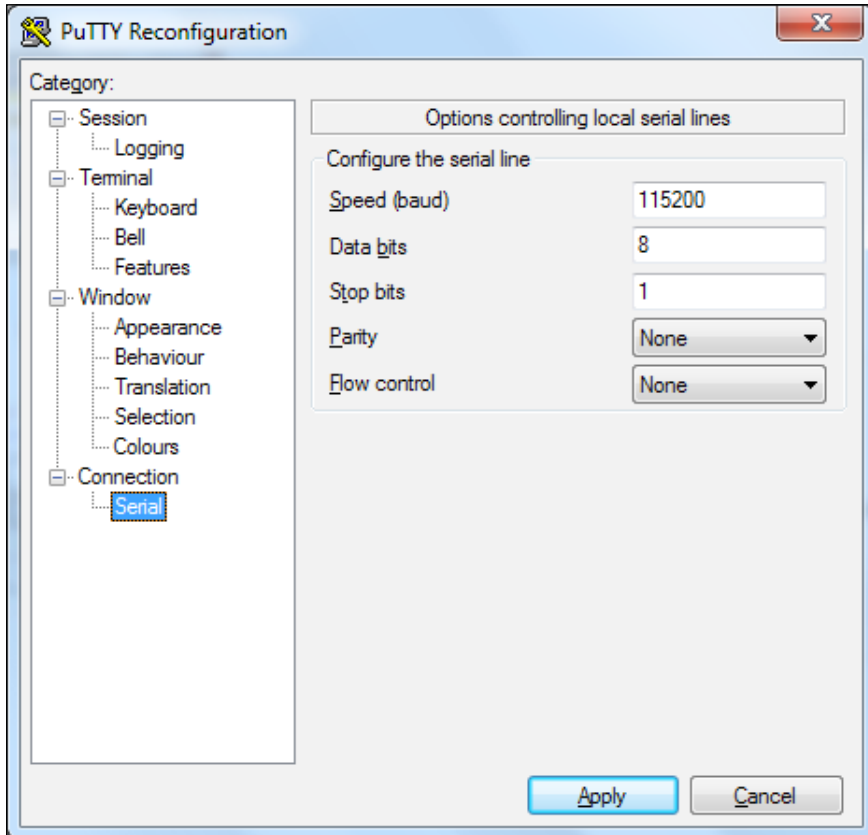 PuTTY Reconfiguration
Category:
Session
Logging
Terminal
Keyboard
Bell
Features
Window
Appearance
Behaviour
Translation
Selection
Colours
Connection
Serial
Options controlling local serial lines
Configure the serial line
Speed (baud) 115200
Data bits 8
Stop bits 1
Parity None
Flow control None
Apply Cancel